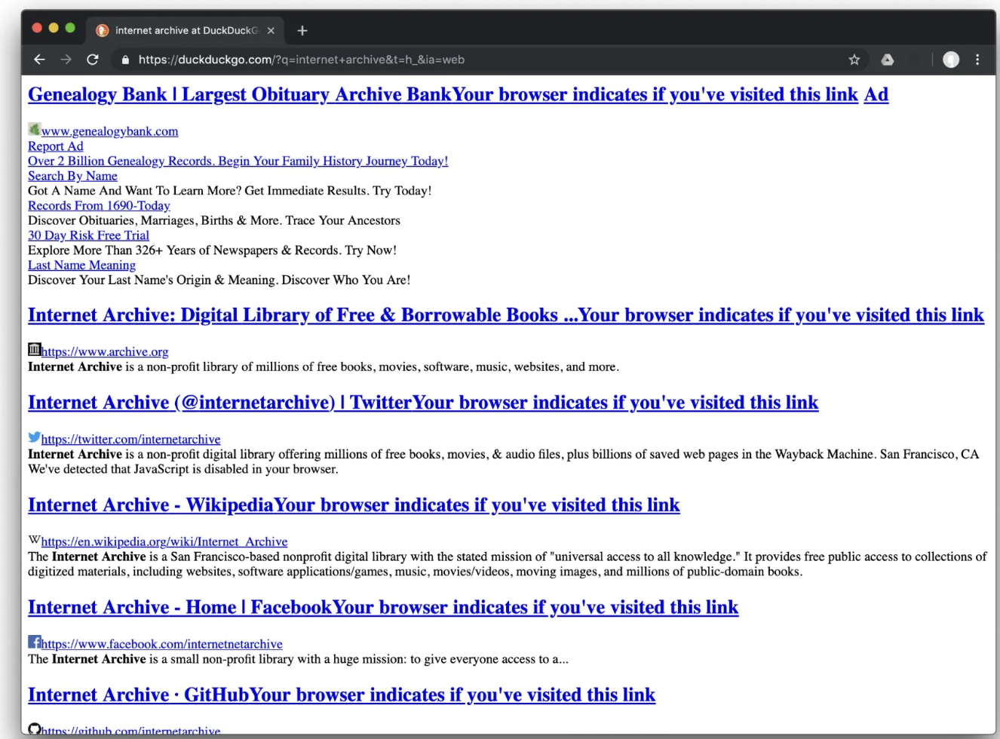 internet archive at DuckDuckG
https://duckduckgo.com/?q=internet+archive&t=h_&ia=web
Genealogy Bank | Largest Obituary Archive BankYour browser indicates if you've visited this link Ad
www.genealogybank.com
Report Ad
Over 2 Billion Genealogy Records. Begin Your Family History Journey Today!
Search By Name
Got A Name And Want To Learn More? Get Immediate Results. Try Today!
Records From 1690-Today
Discover Obituaries, Marriages, Births & More. Trace Your Ancestors
30 Day Risk Free Trial
Explore More Than 326+ Years of Newspapers & Records. Try Now!
Last Name Meaning
Discover Your Last Name's Origin & Meaning. Discover Who You Are!
Internet Archive: Digital Library of Free & Borrowable Books ...Your browser indicates if you've visited this link
https://www.archive.org
Internet Archive is a non-profit library of millions of free books, movies, software, music, websites, and more.
Internet Archive (@internetarchive) | TwitterYour browser indicates if you've visited this link
https://twitter.com/internetarchive
Internet Archive is a non-profit digital library offering millions of free books, movies, & audio files, plus billions of saved web pages in the Wayback Machine. San Francisco, CA
We've detected that JavaScript is disabled in your browser.
Internet Archive - WikipediaYour browser indicates if you've visited this link
W https://en.wikipedia.org/wiki/Internet_Archive
The Internet Archive is a San Francisco-based nonprofit digital library with the stated mission of "universal access to all knowledge." It provides free public access to collections of
digitized materials, including websites, software applications/games, music, movies/videos, moving images, and millions of public-domain books.
Internet Archive - Home | FacebookYour browser indicates if you've visited this link
https://www.facebook.com/internetnetarchive
The Internet Archive is a small non-profit library with a huge mission: to give everyone access to a...
Internet Archive · GitHubYour browser indicates if you've visited this link
https://github.com/internetarchive